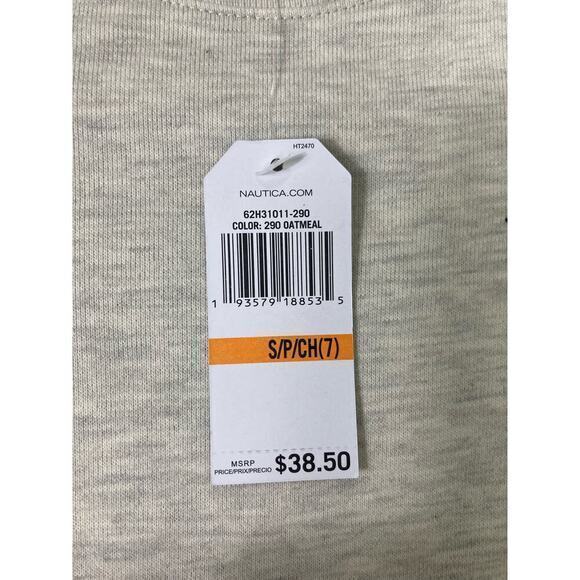 HT2470
NAUTICA.COM
62H31011-290
COLOR: 290 OATMEAL
1 93579 18853 5
S/P/CH(7)
MSRP
PRICE/PRIX/PRECIO $38.50